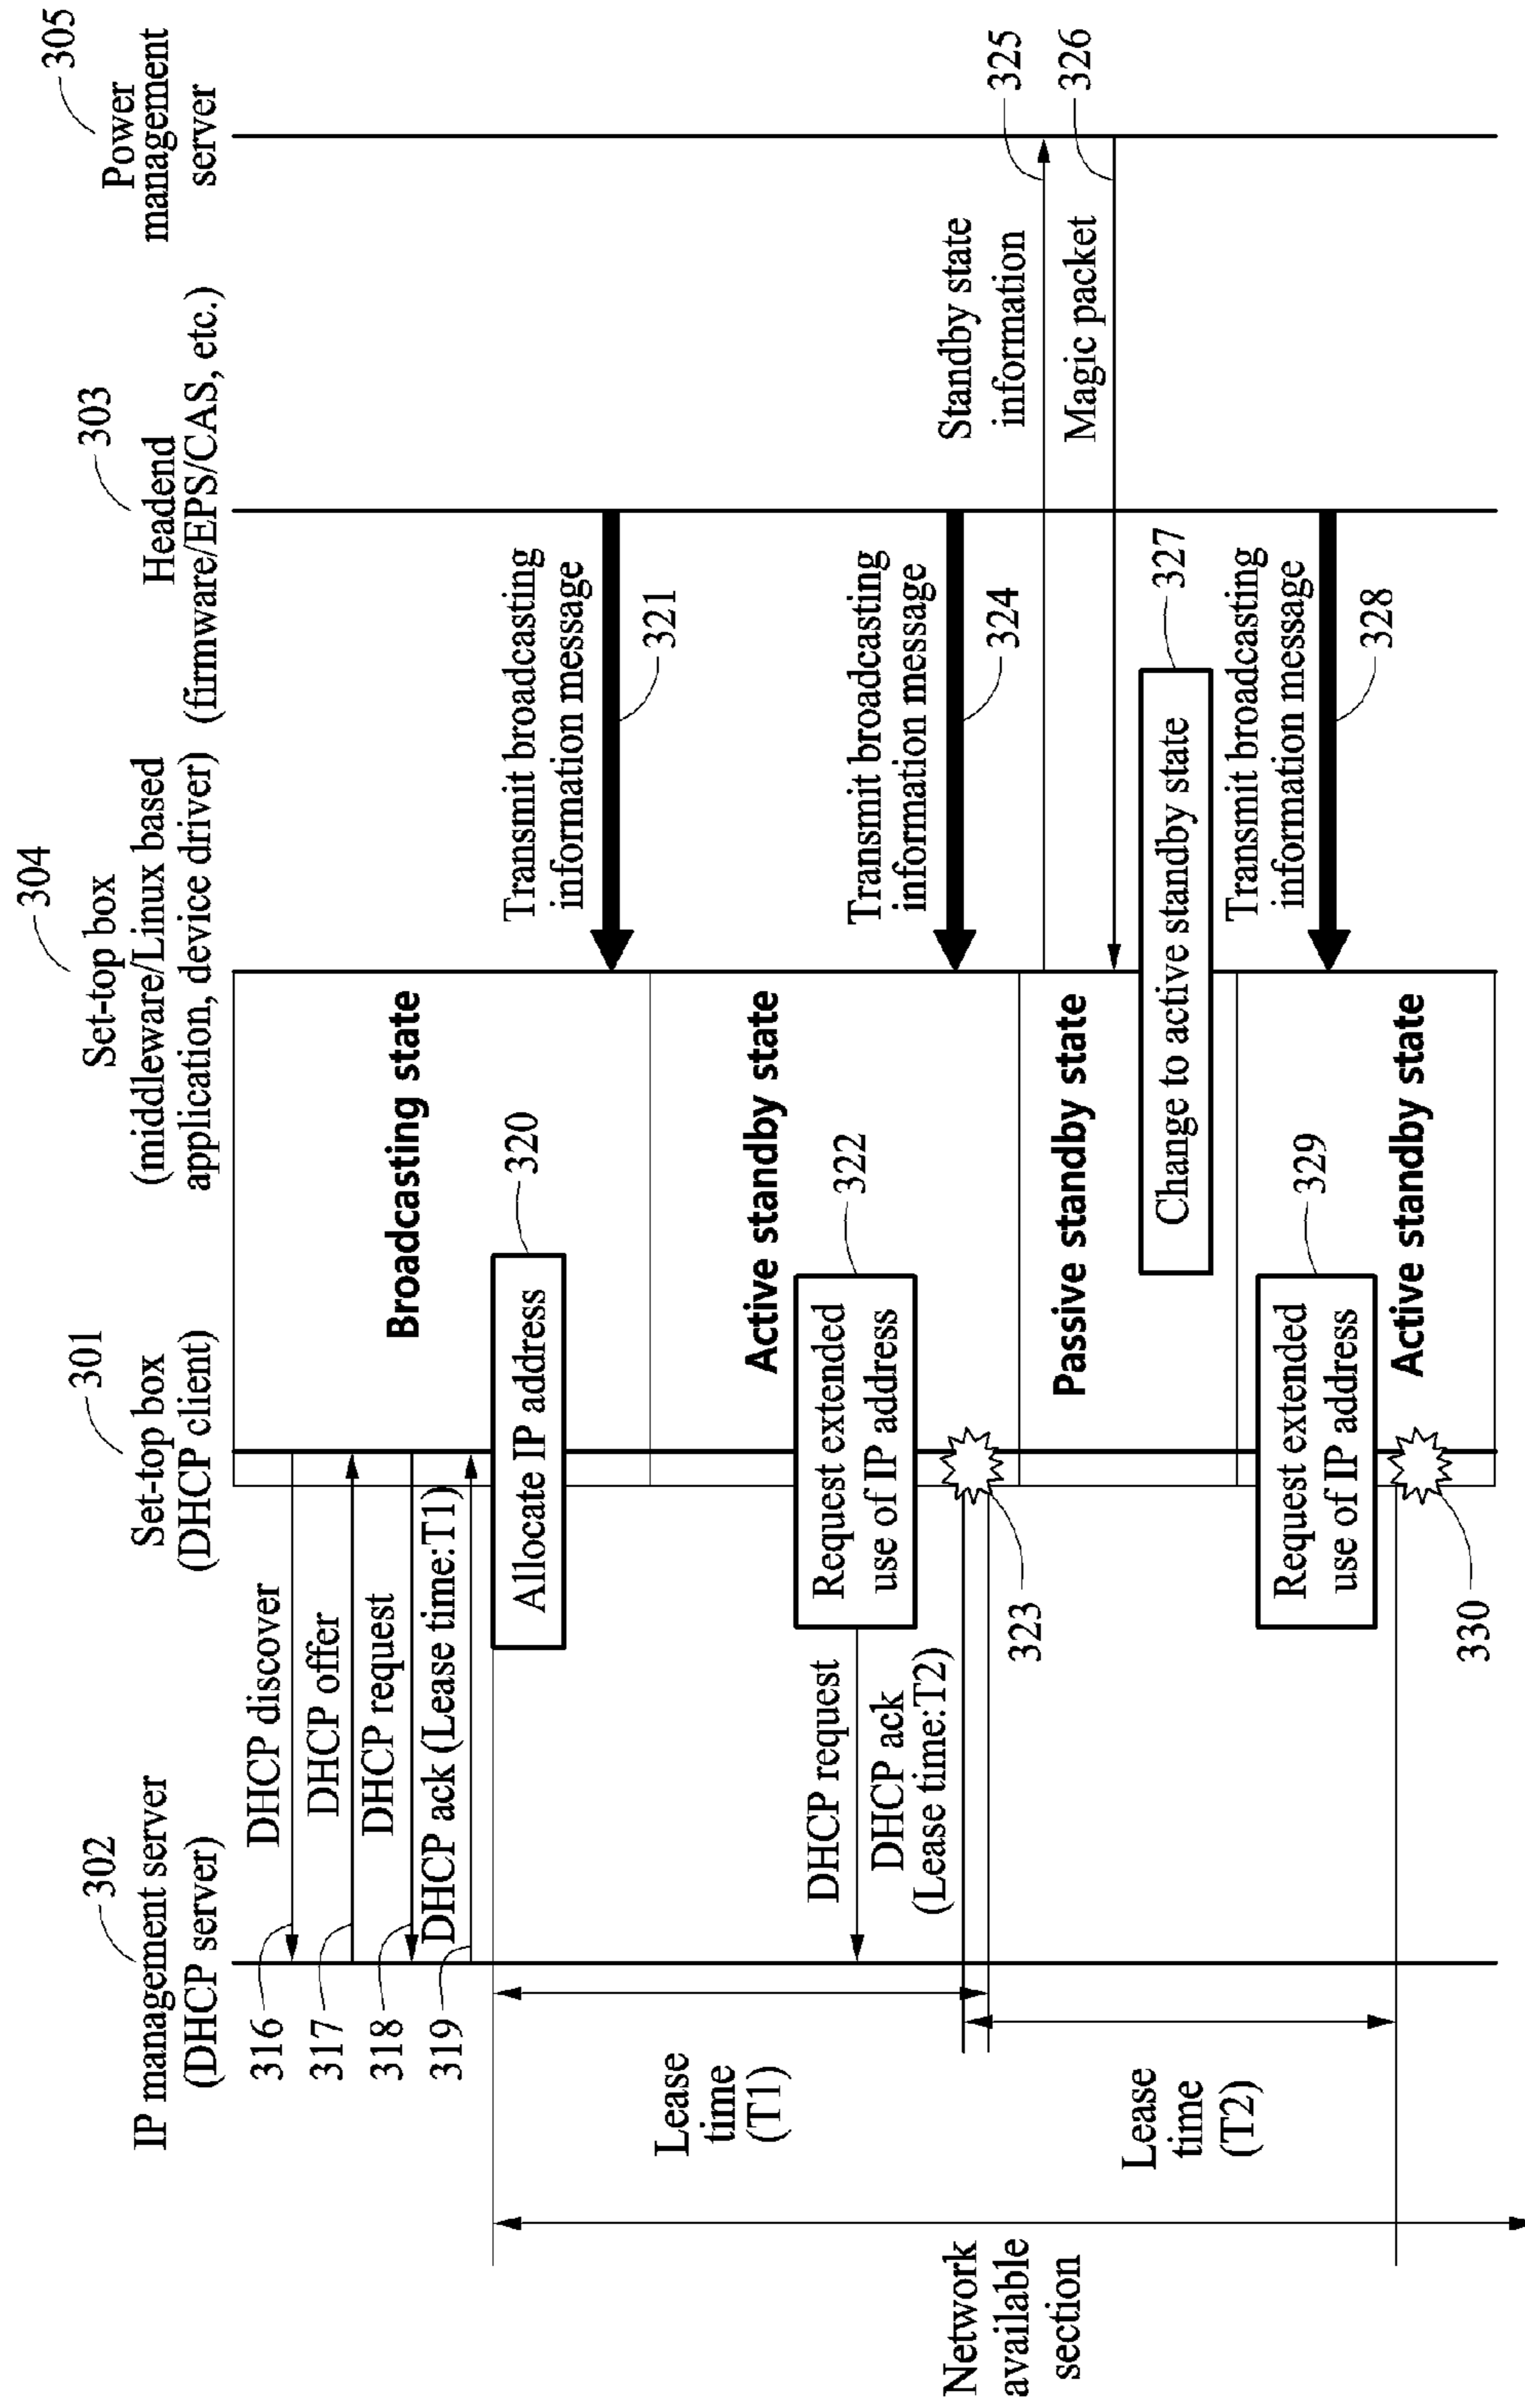 302
IP management server
(DHCP server)
301
Set-top box
(DHCP client)
304
Set-top box
(middleware/Linux based
application, device driver)
303
Headend
(firmware/EPS/CAS, etc.)
305
Power
management
server
316
DHCP discover
317
DHCP offer
318
DHCP request
319
DHCP ack (Lease time:T1)
Broadcasting state
Allocate IP address
320
Transmit broadcasting
information message
321
Lease
time
(T1)
Active standby state
Request extended
use of IP address
322
DHCP request
DHCP ack
(Lease time:T2)
323
Transmit broadcasting
information message
324
Standby state
information
325
Magic packet
326
Network
available
section
Passive standby state
Change to active standby state
327
Lease
time
(T2)
Transmit broadcasting
information message
328
Request extended
use of IP address
329
Active standby state
330